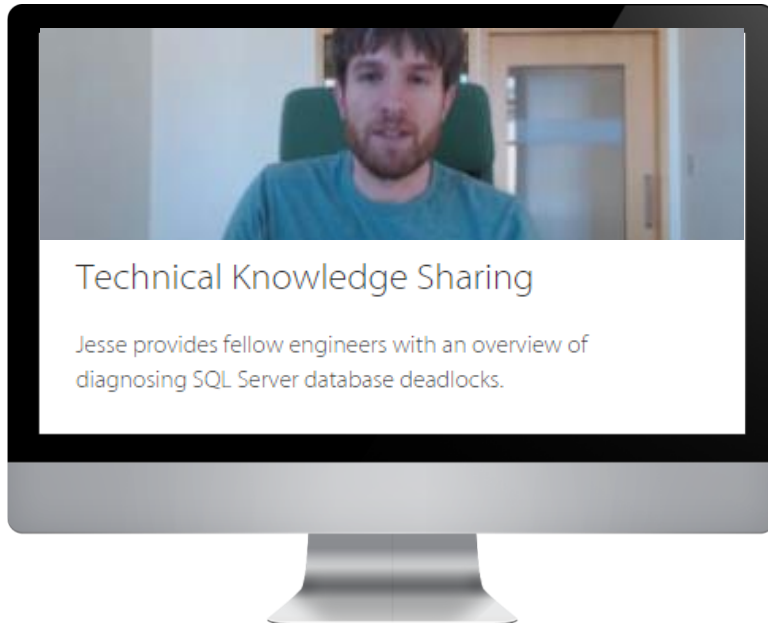 Technical Knowledge Sharing
Jesse provides fellow engineers with an overview of
diagnosing SQL Server database deadlocks.